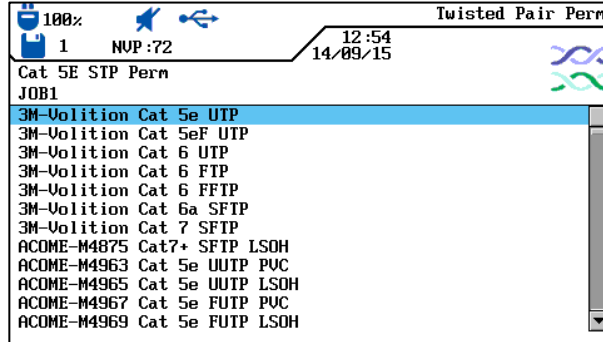 100%
Twisted Pair Perm
1 NVP:72
12:54
14/09/15
Cat 5E STP Perm
JOB1
3M-Volition Cat 5e UTP
3M-Volition Cat 5eF UTP
3M-Volition Cat 6 UTP
3M-Volition Cat 6 FTP
3M-Volition Cat 6 FFTP
3M-Volition Cat 6a SFTP
3M-Volition Cat 7 SFTP
ACOME-M4875 Cat7+ SFTP LSOH
ACOME-M4963 Cat 5e UUTP PVC
ACOME-M4965 Cat 5e UUTP LSOH
ACOME-M4967 Cat 5e FUTP PVC
ACOME-M4969 Cat 5e FUTP LSOH